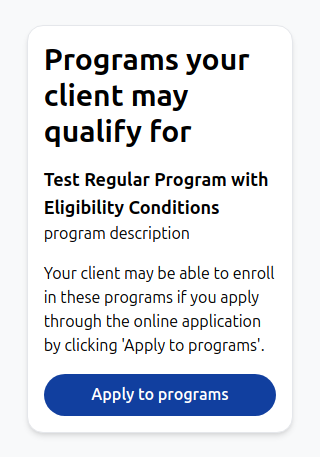 Programs your
client may
qualify for
Test Regular Program with
Eligibility Conditions
program description
Your client may be able to enroll
in these programs if you apply
through the online application
by clicking 'Apply to programs'.
Apply to programs